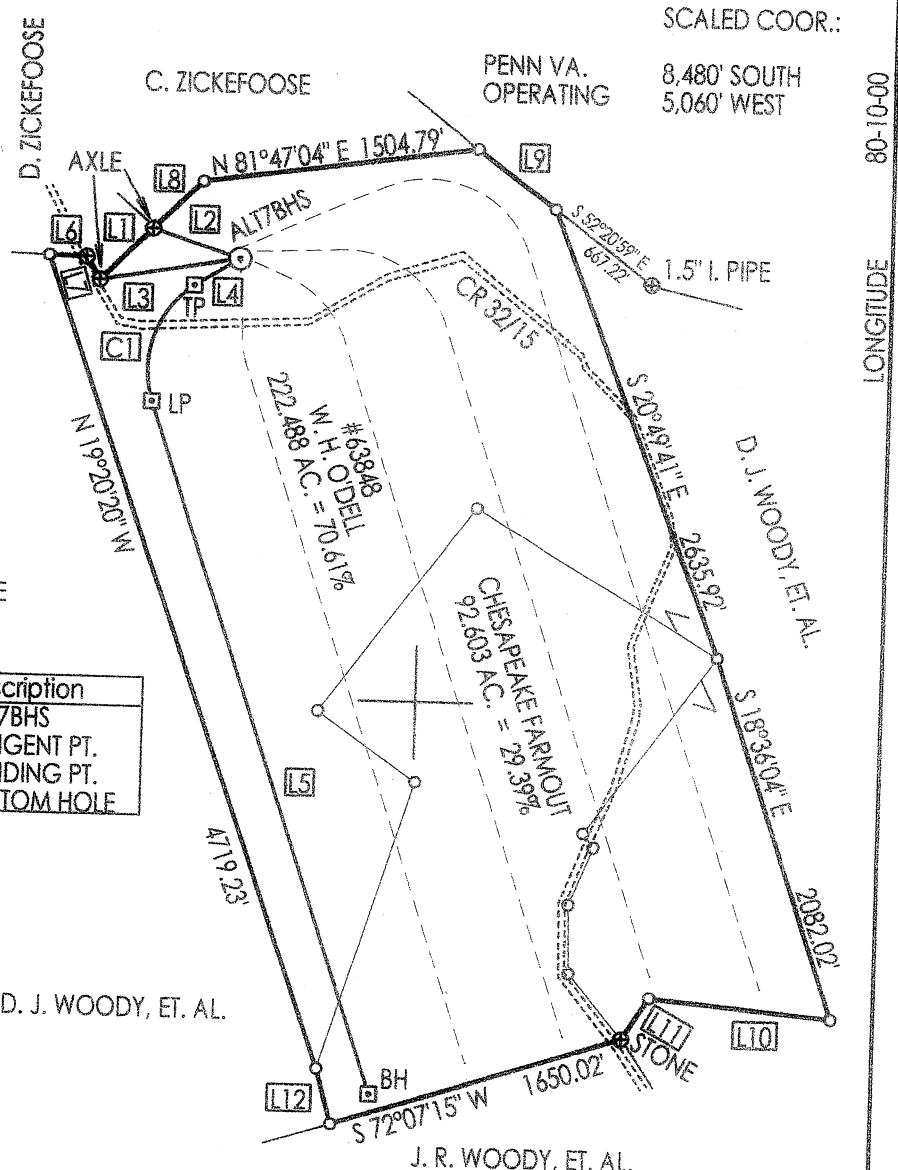 SCALED COOR.:
8,480' SOUTH
5,060' WEST
D. ZICKEFOOSE
C. ZICKEFOOSE
PENN VA.
OPERATING
80-10-00
LONGITUDE
AXLE
L8
N 81°47'04" E 1504.79'
L9
L6
L1
L2
ALT7BHS
S 52°20'59" E
667.22'
1.5" I. PIPE
L7
L3
L4
TP
C1
CR 32/15
LP
N 19°20'20" W
#63848
W. H. O'DELL
222.488 AC. = 70.61%
S 20°49'41" E
2635.92'
D. J. WOODY, ET. AL.
CHESAPEAKE FARMOUT
92.603 AC. = 29.39%
Z
Z
S 18°36'04" E
cription
7BHS
IGENT PT.
IDING PT.
TOM HOLE
L5
4719.23'
2082.02'
D. J. WOODY, ET. AL.
L11
L10
STONE
L12
BH
S 72°07'15" W 1650.02'
J. R. WOODY, ET. AL.